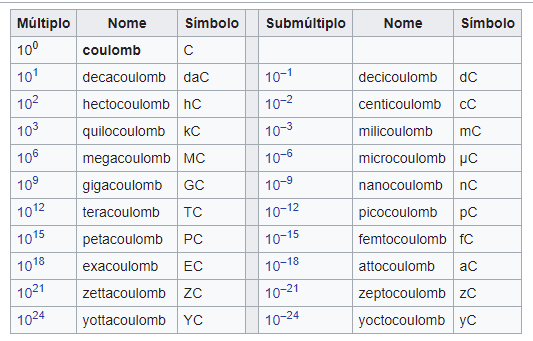 Múltiplo Nome Símbolo Submúltiplo Nome Símbolo
10⁰ coulomb C
10¹ decacoulomb daC 10⁻¹ decicoulomb dC
10² hectocoulomb hC 10⁻² centicoulomb cC
10³ quilocoulomb kC 10⁻³ milicoulomb mC
10⁶ megacoulomb MC 10⁻⁶ microcoulomb µC
10⁹ gigacoulomb GC 10⁻⁹ nanocoulomb nC
10¹² teracoulomb TC 10⁻¹² picocoulomb pC
10¹⁵ petacoulomb PC 10⁻¹⁵ femtocoulomb fC
10¹⁸ exacoulomb EC 10⁻¹⁸ attocoulomb aC
10²¹ zettacoulomb ZC 10⁻²¹ zeptocoulomb zC
10²⁴ yottacoulomb YC 10⁻²⁴ yoctocoulomb yC